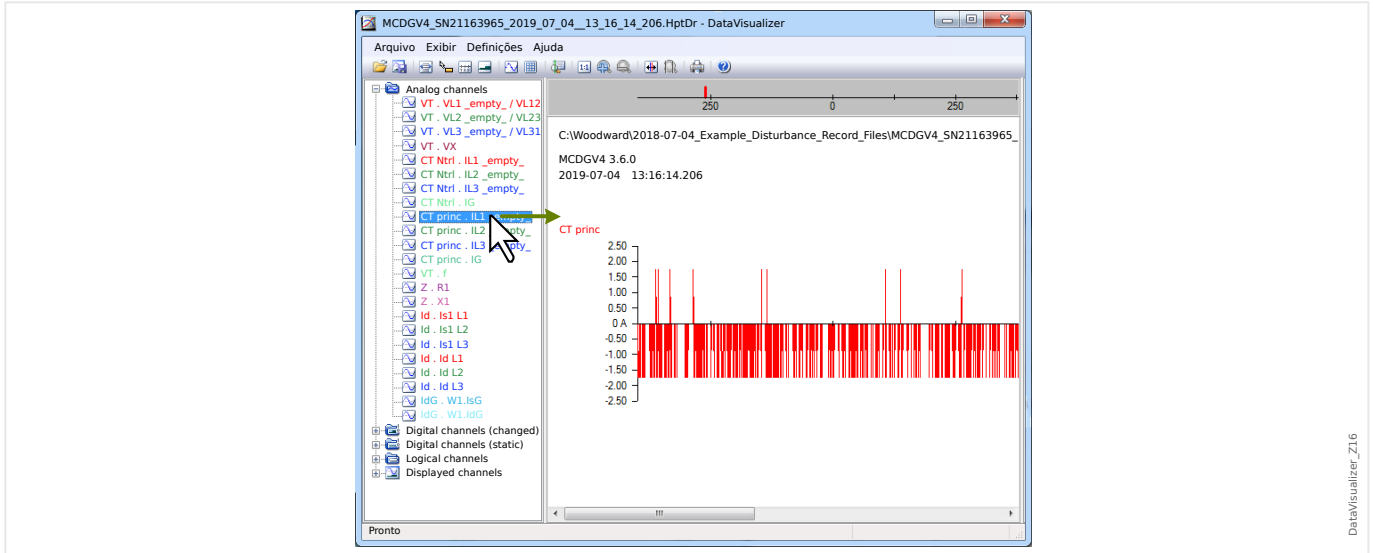 MCDGV4_SN21163965_2019_07_04__13_16_14_206.HptDr - DataVisualizer
Arquivo Exibir Definições Ajuda
1:1
Analog channels
VT . VL1 _empty_ / VL12
VT . VL2 _empty_ / VL23
VT . VL3 _empty_ / VL31
VT . VX
CT Ntrl . IL1 _empty_
CT Ntrl . IL2 _empty_
CT Ntrl . IL3 _empty_
CT Ntrl . IG
CT princ . IL1
CT princ . IL2
CT princ . IL3
CT princ . IG
VT . f
Z . R1
Z . X1
Id . Is1 L1
Id . Is1 L2
Id . Is1 L3
Id . Id L1
Id . Id L2
Id . Id L3
IdG . W1.IsG
IdG . W1.IdG
Digital channels (changed)
Digital channels (static)
Logical channels
Displayed channels
250 0 250
C:\Woodward\2018-07-04_Example_Disturbance_Record_Files\MCDGV4_SN21163965_
MCDGV4 3.6.0
2019-07-04 13:16:14.206
CT princ
2.50
2.00
1.50
1.00
0.50
0 A
-0.50
-1.00
-1.50
-2.00
-2.50
Pronto
DataVisualizer_Z16